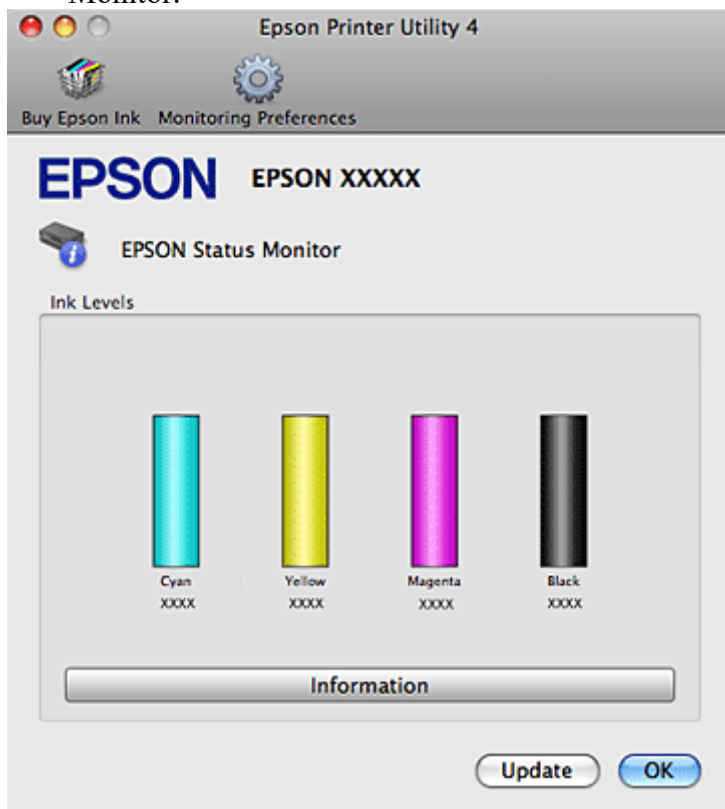 Monitor.
Epson Printer Utility 4
Buy Epson Ink Monitoring Preferences
EPSON EPSON XXXXX
EPSON Status Monitor
Ink Levels
Cyan Yellow Magenta Black
XXXX XXXX XXXX XXXX
Information
Update OK